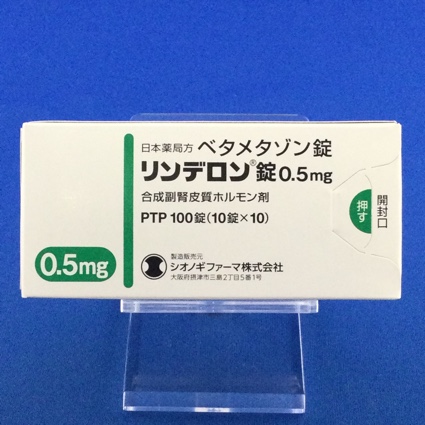 日本薬局方 ベタメタゾン錠
リンデロン®錠0.5mg
合成副腎皮質ホルモン剤
PTP 100錠(10錠×10)
0.5mg
製造販売元
シオノギファーマ株式会社
大阪府摂津市三島2丁目5番1号
開封口
押す